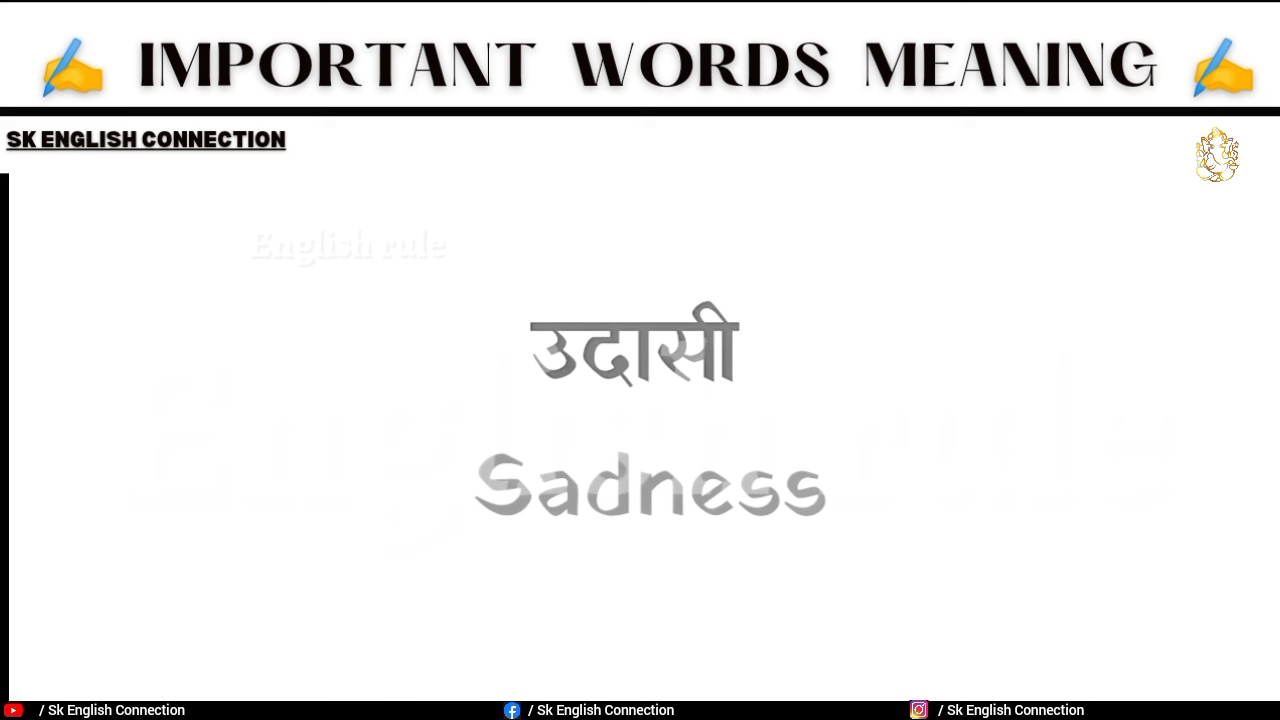 ✍️ IMPORTANT WORDS MEANING ✍️
SK ENGLISH CONNECTION
English rule
उदासी
Sadness
/ Sk English Connection
/ Sk English Connection
/ Sk English Connection